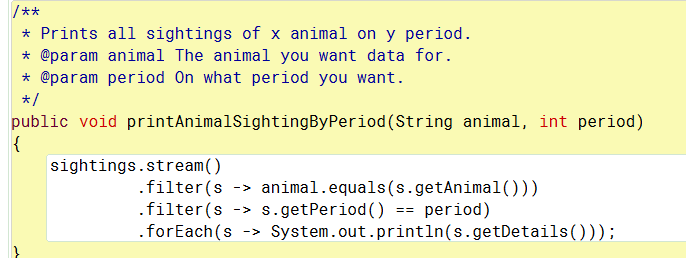 /**
 * Prints all sightings of x animal on y period.
 * @param animal The animal you want data for.
 * @param period On what period you want.
 */
public void printAnimalSightingByPeriod(String animal, int period)
{
    sightings.stream()
             .filter(s -> animal.equals(s.getAnimal()))
             .filter(s -> s.getPeriod() == period)
             .forEach(s -> System.out.println(s.getDetails()));
}